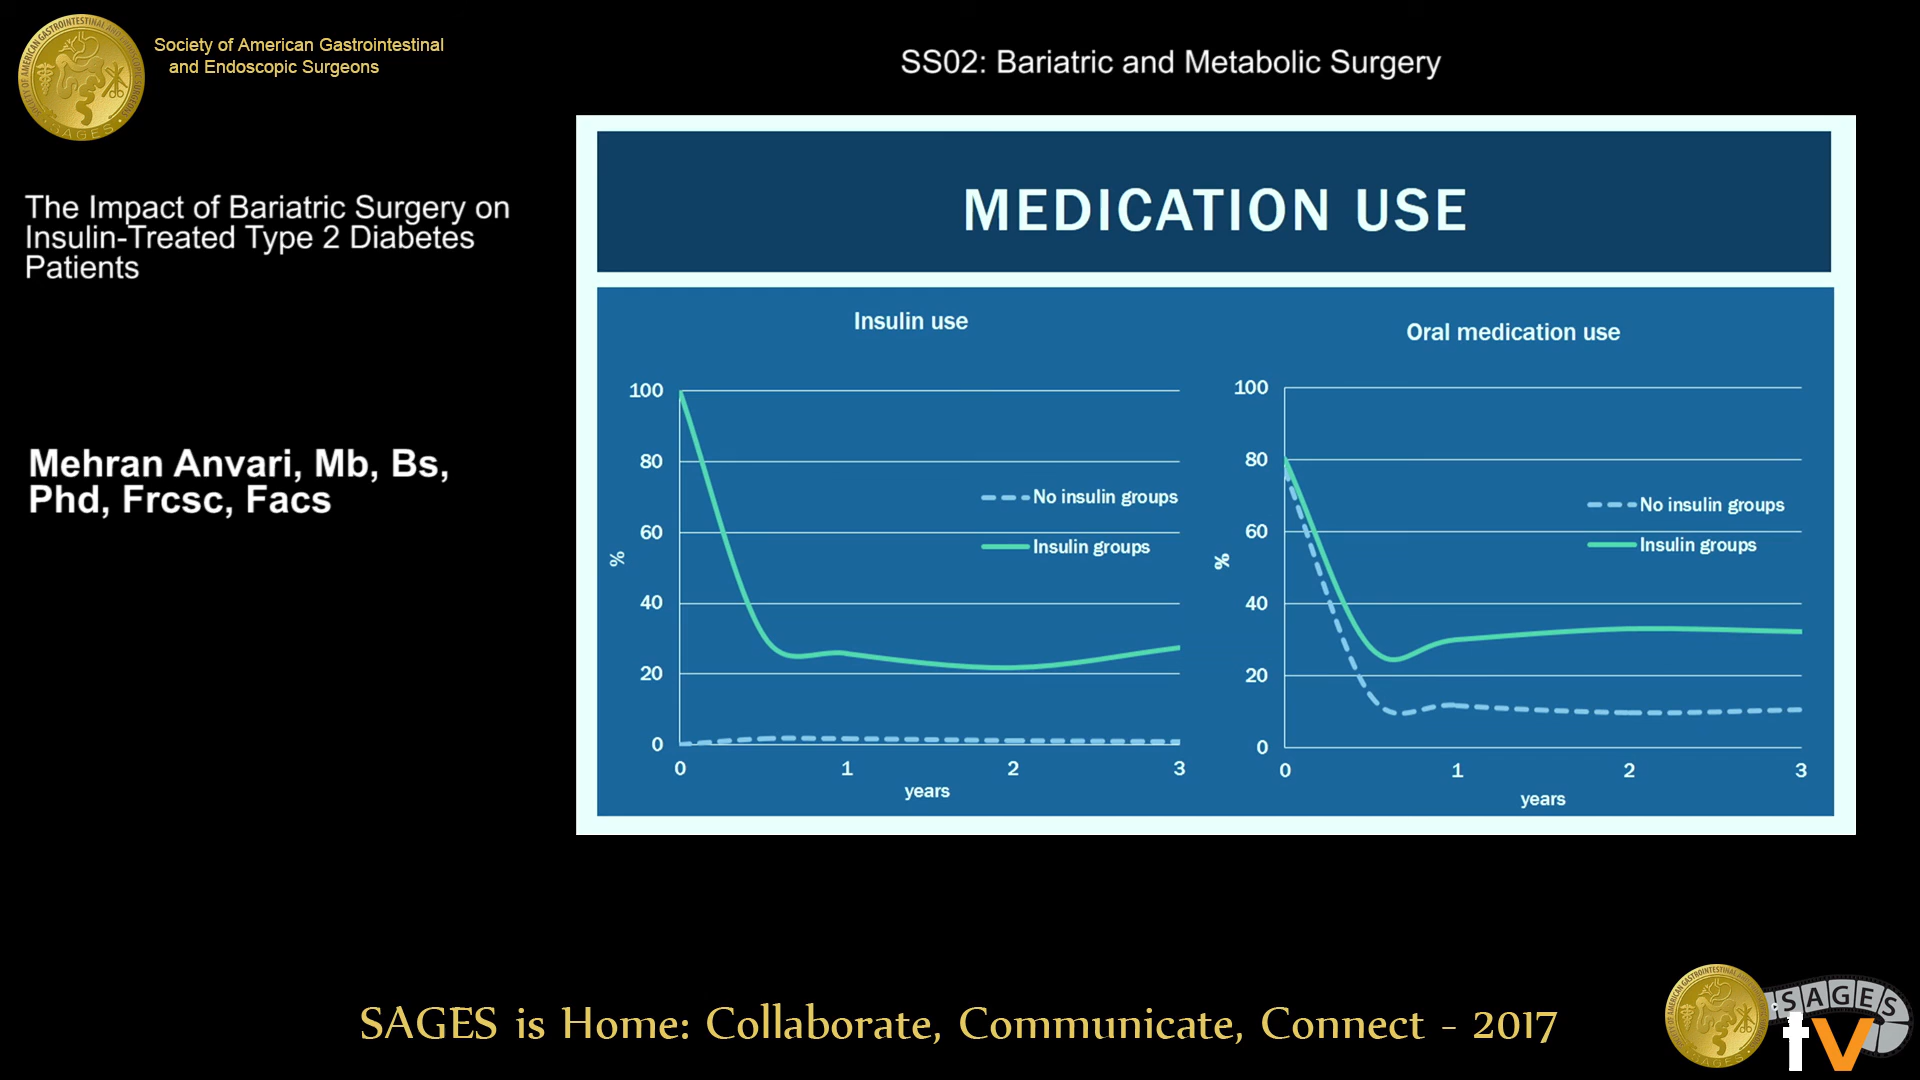 Society of American Gastrointestinal
and Endoscopic Surgeons
SS02: Bariatric and Metabolic Surgery
The Impact of Bariatric Surgery on
Insulin-Treated Type 2 Diabetes
Patients
Mehran Anvari, Mb, Bs,
Phd, Frcsc, Facs
MEDICATION USE
Insulin use
100
80
60
40
20
0
%
0 1 2 3
years
No insulin groups
Insulin groups
Oral medication use
100
80
60
40
20
0
%
0 1 2 3
years
No insulin groups
Insulin groups
SAGES is Home: Collaborate, Communicate, Connect - 2017
SAGES
tv
SAGES